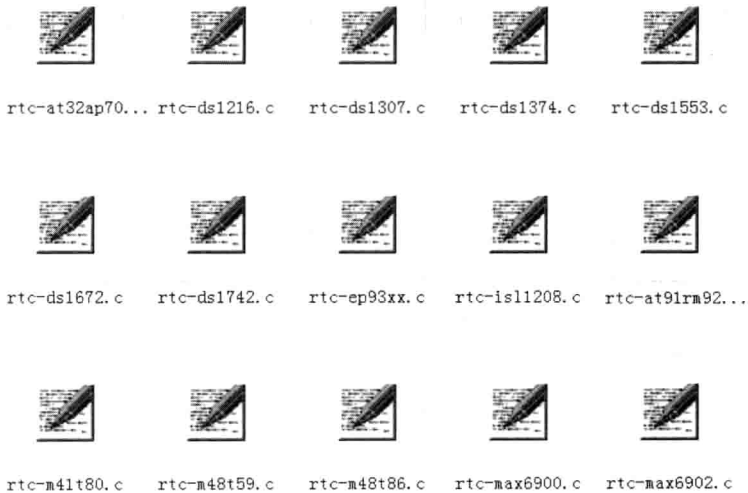 rtc-at32ap70... rtc-ds1216.c rtc-ds1307.c rtc-ds1374.c rtc-ds1553.c
rtc-ds1672.c rtc-ds1742.c rtc-ep93xx.c rtc-isl1208.c rtc-at91rm92...
rtc-m41t80.c rtc-m48t59.c rtc-m48t86.c rtc-max6900.c rtc-max6902.c